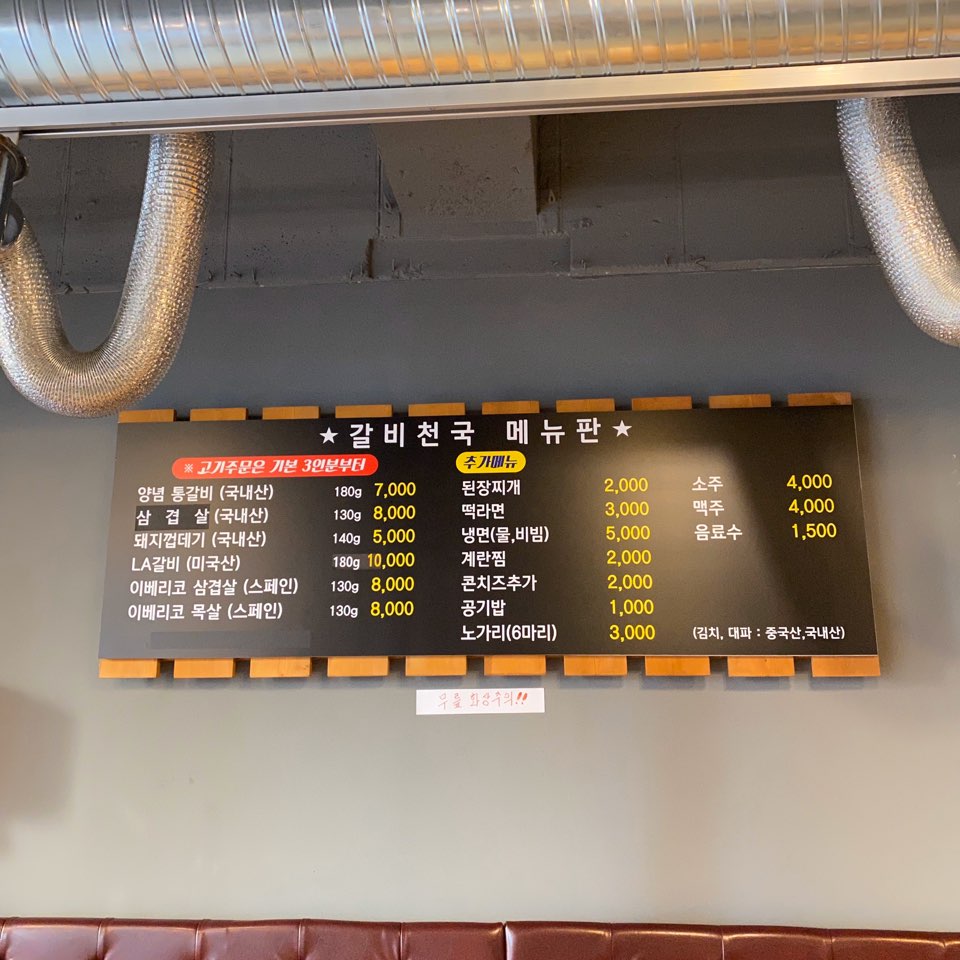 ★ 갈비천국 메뉴판 ★
※ 고기주문은 기본 3인분부터
양념 통갈비 (국내산) 180g 7,000
삼 겹 살 (국내산) 130g 8,000
돼지껍데기 (국내산) 140g 5,000
LA갈비 (미국산) 180g 10,000
이베리코 삼겹살 (스페인) 130g 8,000
이베리코 목살 (스페인) 130g 8,000
추가메뉴
된장찌개 2,000
떡라면 3,000
냉면(물,비빔) 5,000
계란찜 2,000
콘치즈추가 2,000
공기밥 1,000
노가리(6마리) 3,000
소주 4,000
맥주 4,000
음료수 1,500
(김치, 대파 : 중국산,국내산)
무릎 화상주의!!